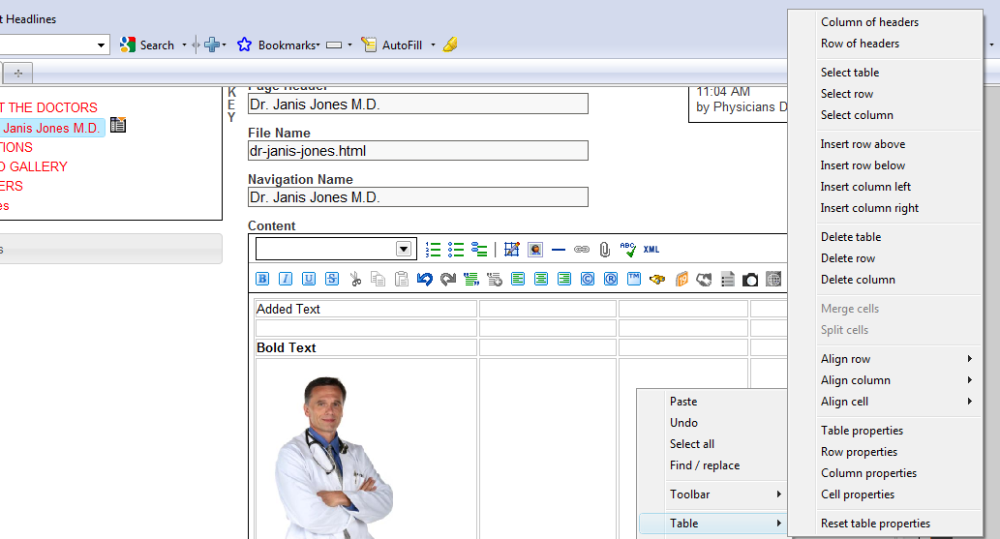 t Headlines
Search
Bookmarks
AutoFill
T THE DOCTORS
Janis Jones M.D.
TIONS
O GALLERY
ERS
es
s
K
E
Y
Page Header
Dr. Janis Jones M.D.
File Name
dr-janis-jones.html
Navigation Name
Dr. Janis Jones M.D.
Content
11:04 AM
by Physicians D
ABC
XML
B
I
U
S
Added Text
Bold Text
Paste
Undo
Select all
Find / replace
Toolbar
Table
Column of headers
Row of headers
Select table
Select row
Select column
Insert row above
Insert row below
Insert column left
Insert column right
Delete table
Delete row
Delete column
Merge cells
Split cells
Align row
Align column
Align cell
Table properties
Row properties
Column properties
Cell properties
Reset table properties